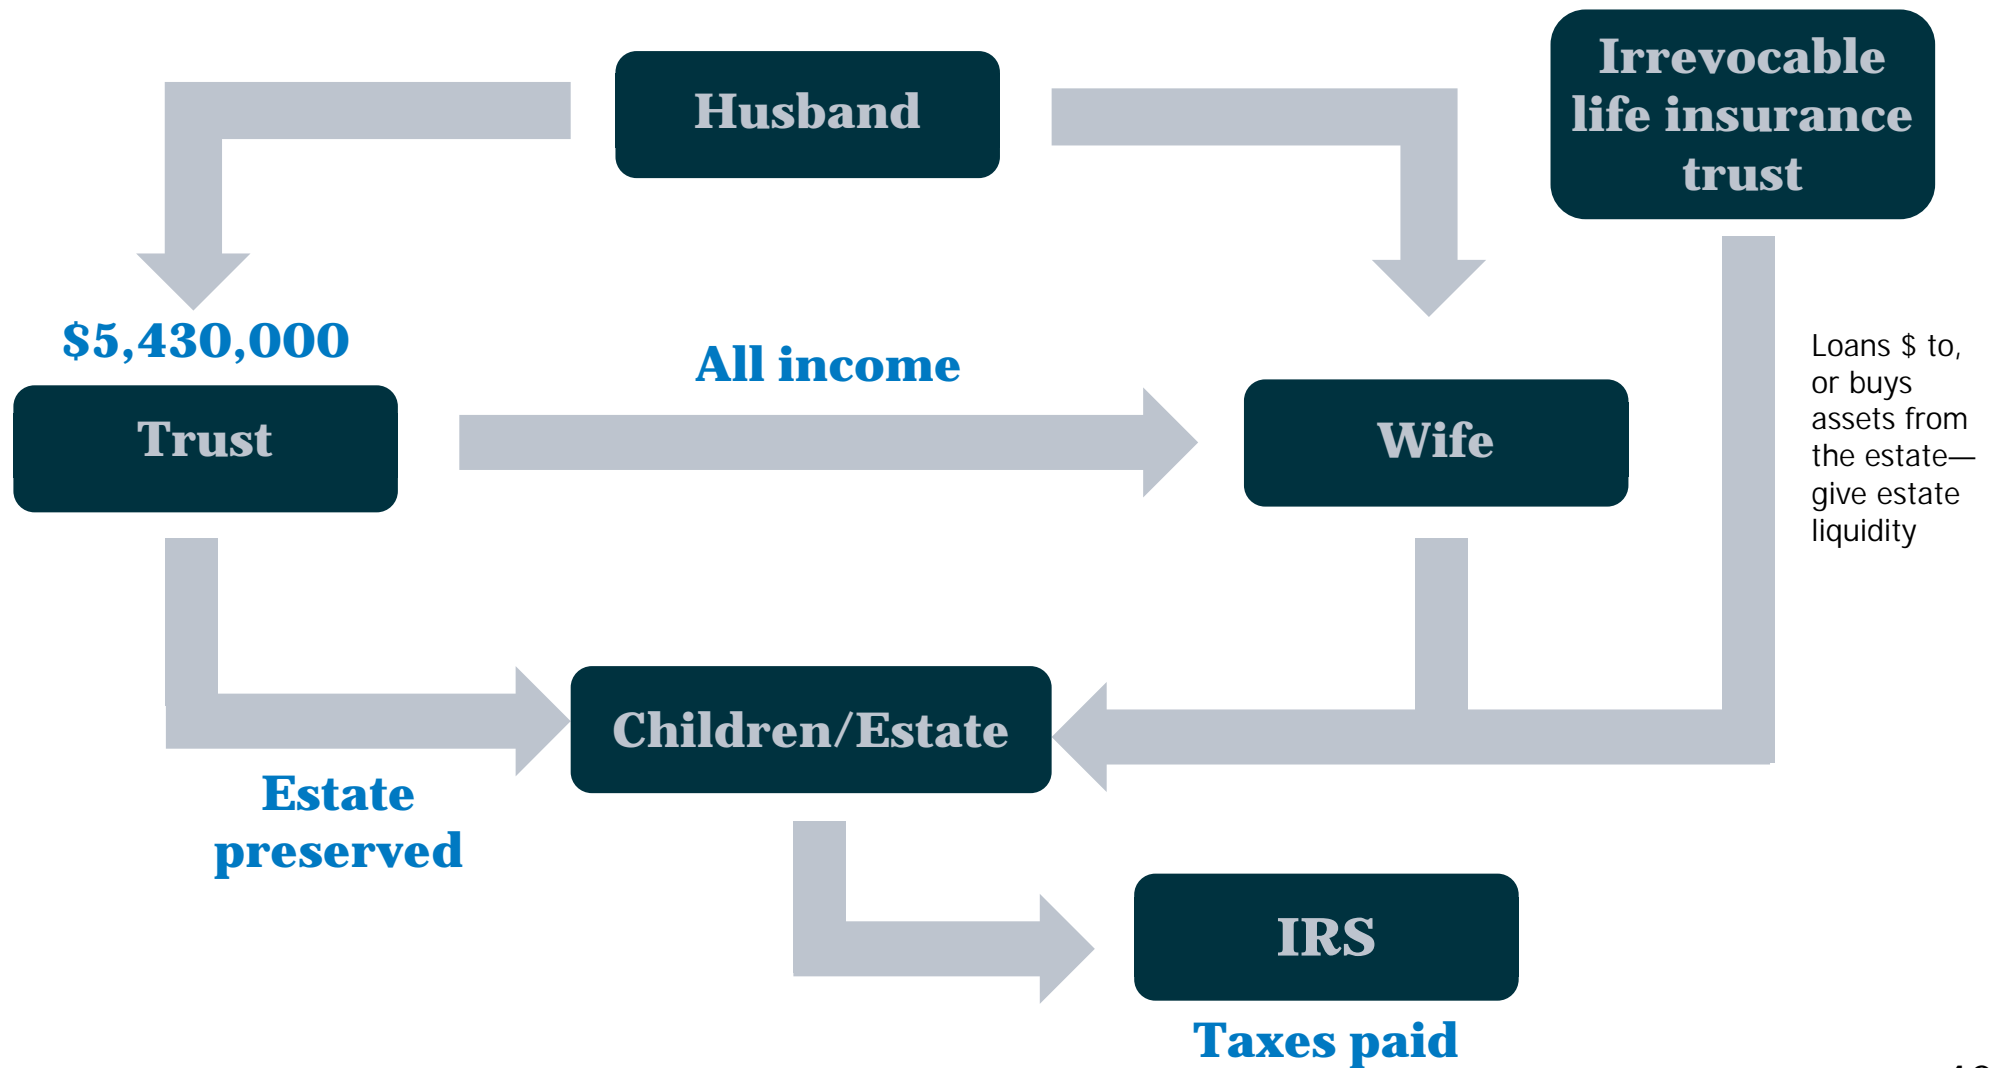 Husband
Irrevocable
life insurance
trust
$5,430,000
Trust
All income
Wife
Loans $ to,
or buys
assets from
the estate—
give estate
liquidity
Children/Estate
Estate
preserved
IRS
Taxes paid